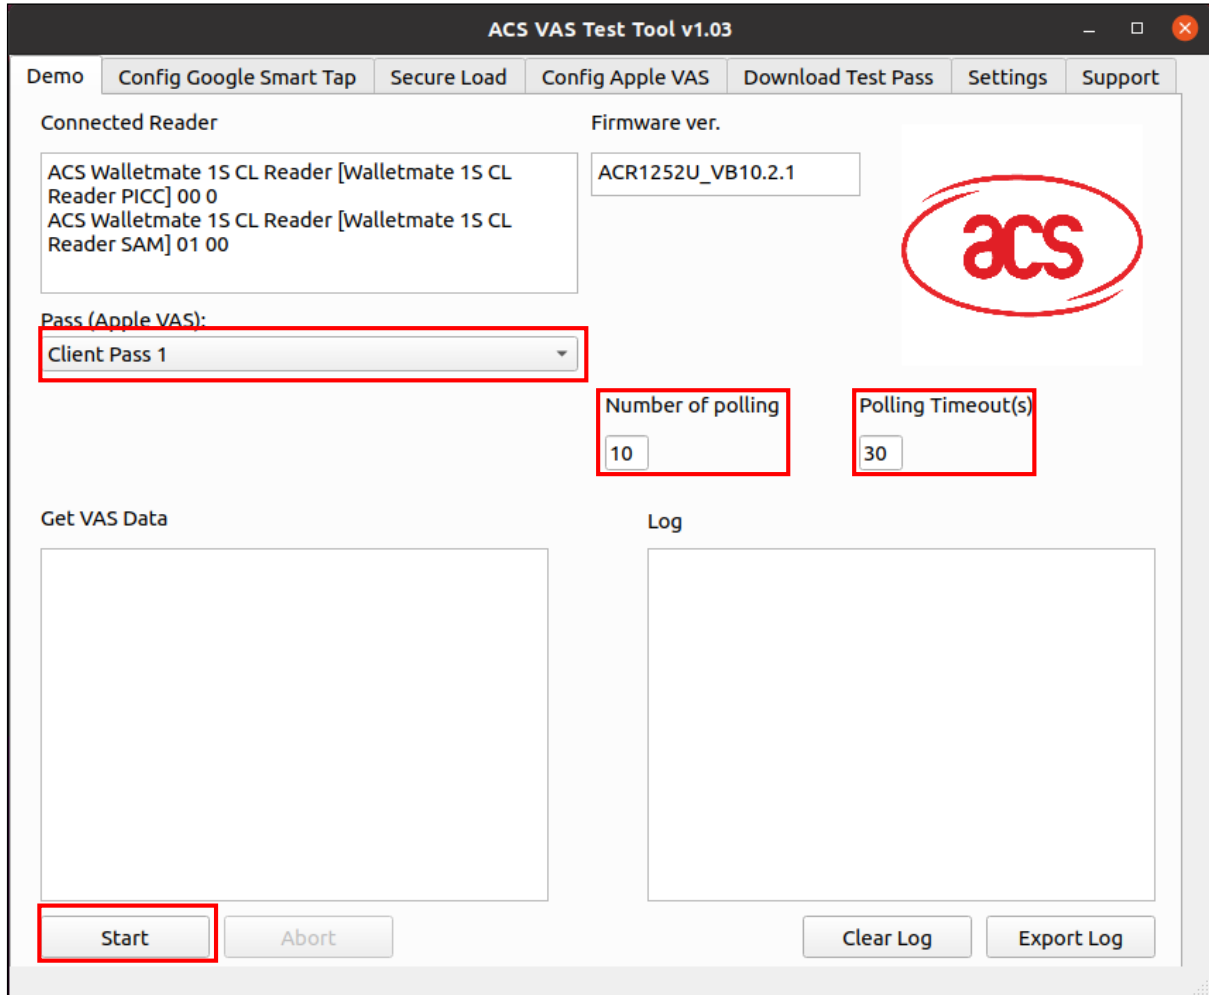 ACS VAS Test Tool v1.03
Demo Config Google Smart Tap Secure Load Config Apple VAS Download Test Pass Settings Support
Connected Reader
ACS Walletmate 1S CL Reader [Walletmate 1S CL
Reader PICC] 00 0
ACS Walletmate 1S CL Reader [Walletmate 1S CL
Reader SAM] 01 00
Firmware ver.
ACR1252U_VB10.2.1
acs
Pass (Apple VAS):
Client Pass 1
Number of polling
10
Polling Timeout(s)
30
Get VAS Data
Log
Start Abort Clear Log Export Log